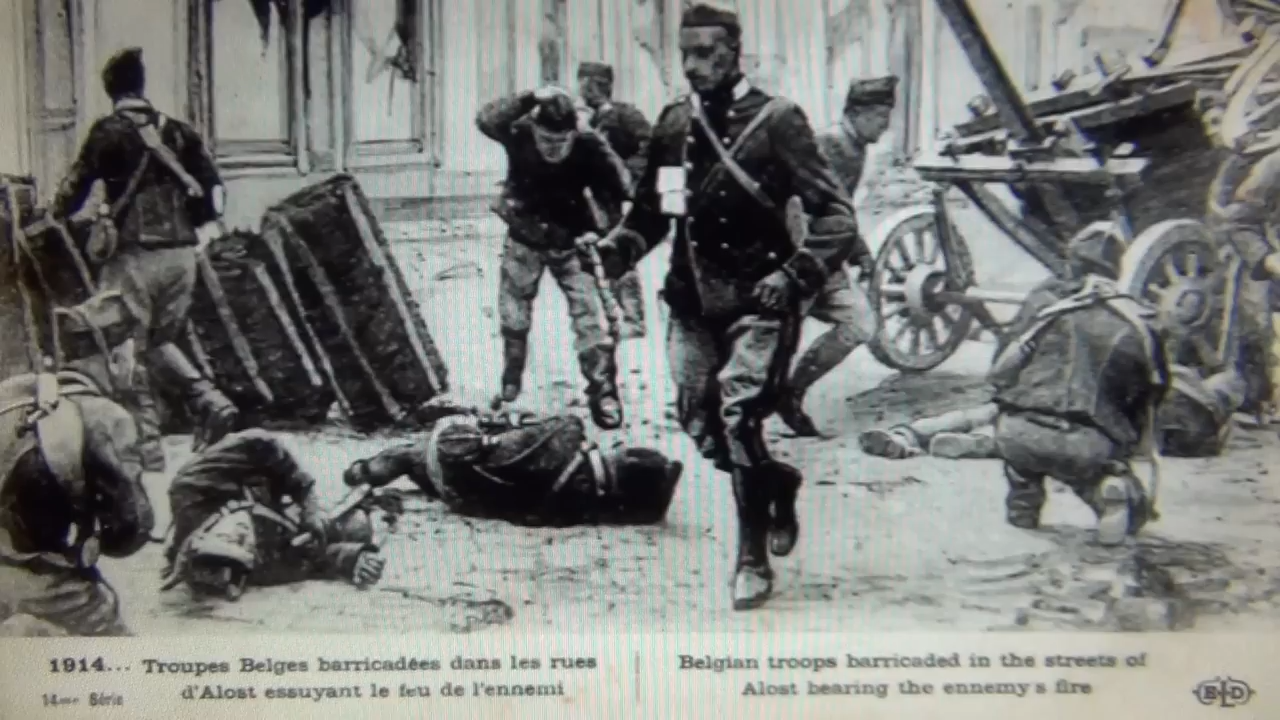 1914... Troupes Belges barricadées dans les rues
d'Alost essuyant le feu de l'ennemi
14me Série
Belgian troops barricaded in the streets of
Alost bearing the ennemy's fire
ELD